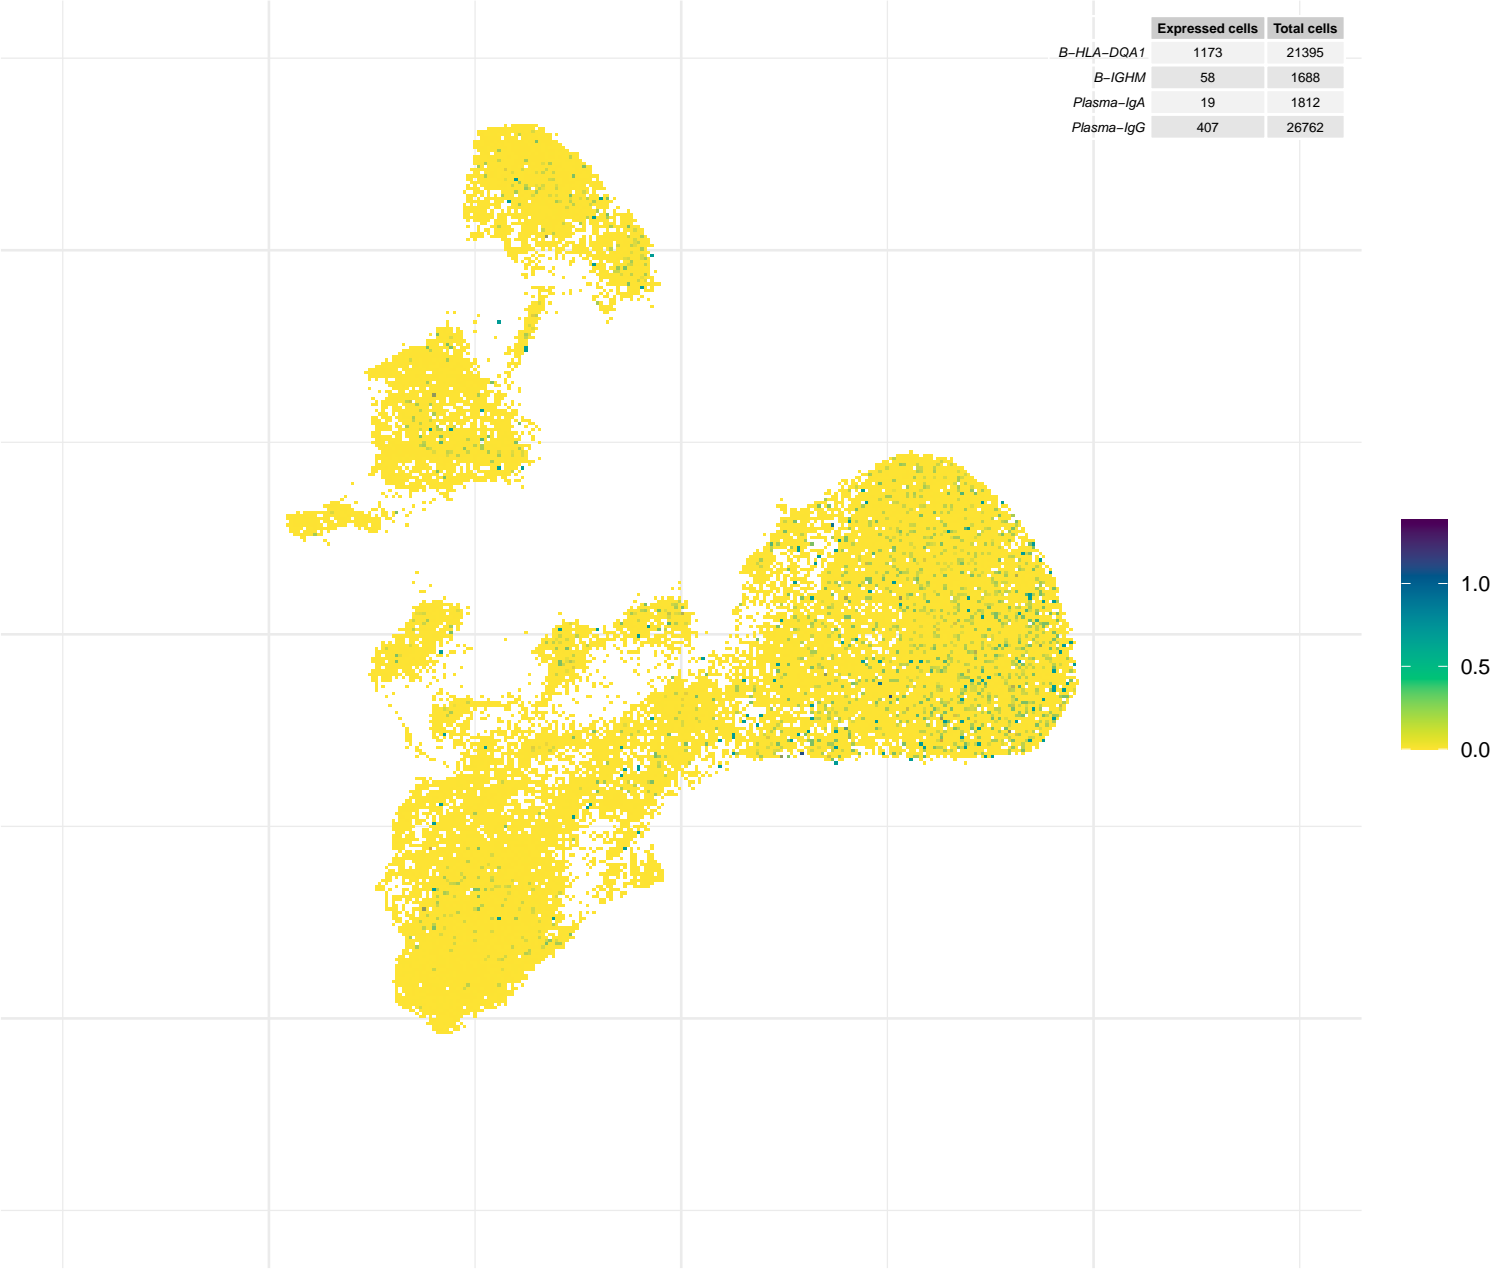 Expressed cells Total cells
B−HLA−DQA1 1173 21395
B−IGHM 58 1688
Plasma−IgA 19 1812
Plasma−IgG 407 26762
1.0
0.5
0.0